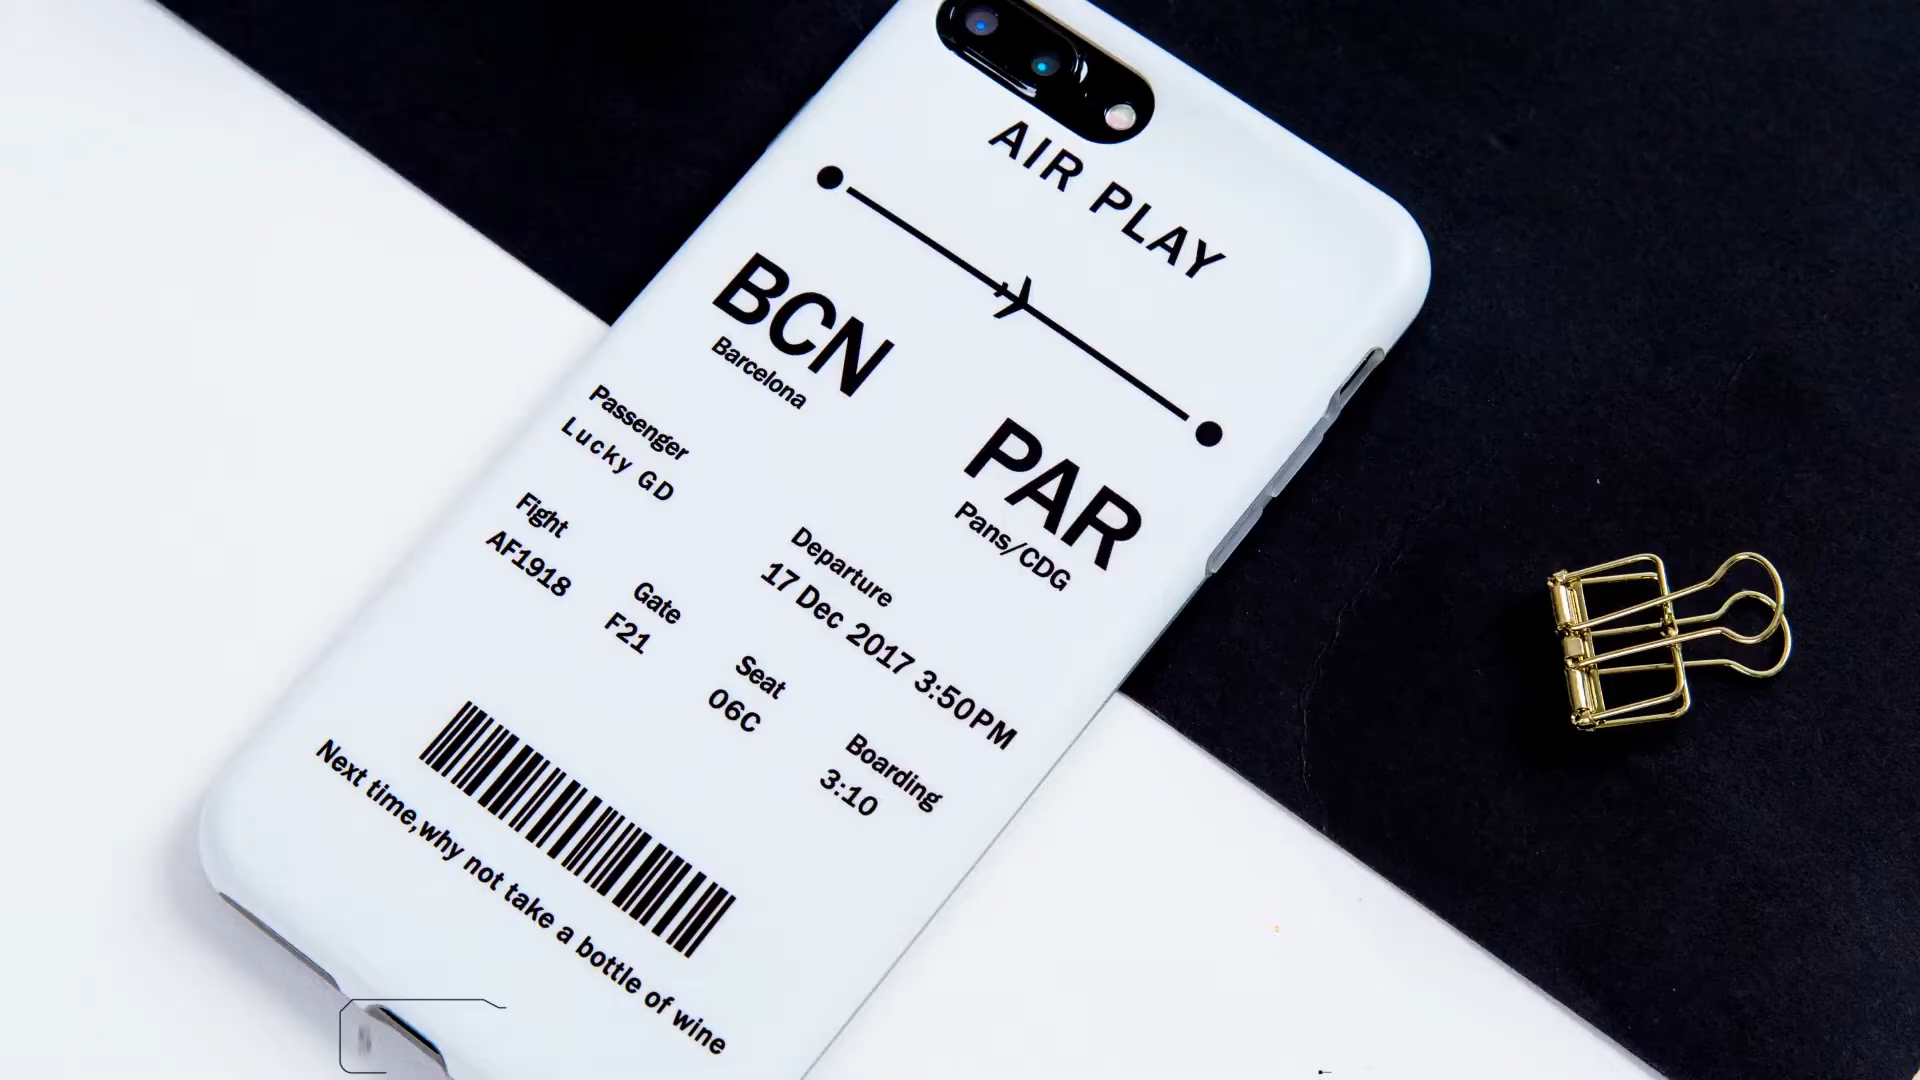 AIR PLAY
BCN
Barcelona
PAR
Pans/CDG
Passenger
Lucky GD
Fight
AF1918
Gate
F21
Departure
17 Dec 2017 3:50PM
Seat
06C
Boarding
3:10
Next time,why not take a bottle of wine